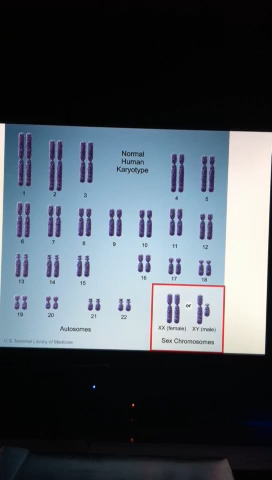 Normal
Human
Karyotype
1 2 3 4 5
6 7 8 9 10 11 12
13 14 15 16 17 18
19 20 21 22
or
XX (female) XY (male)
Autosomes
Sex Chromosomes
U.S. National Library of Medicine